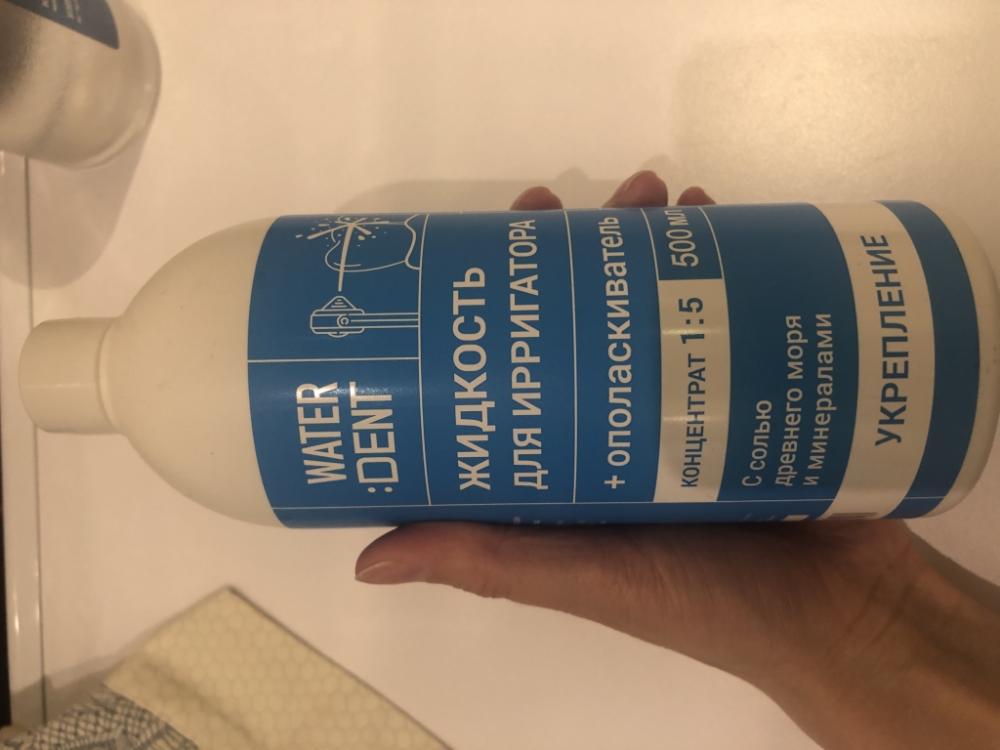 WATER
:DENT
ЖИДКОСТЬ
ДЛЯ ИРРИГАТОРА
+ ОПОЛАСКИВАТЕЛЬ
КОНЦЕНТРАТ 1:5 500 МЛ
С солью
древнего моря
и минералами
УКРЕПЛЕНИЕ